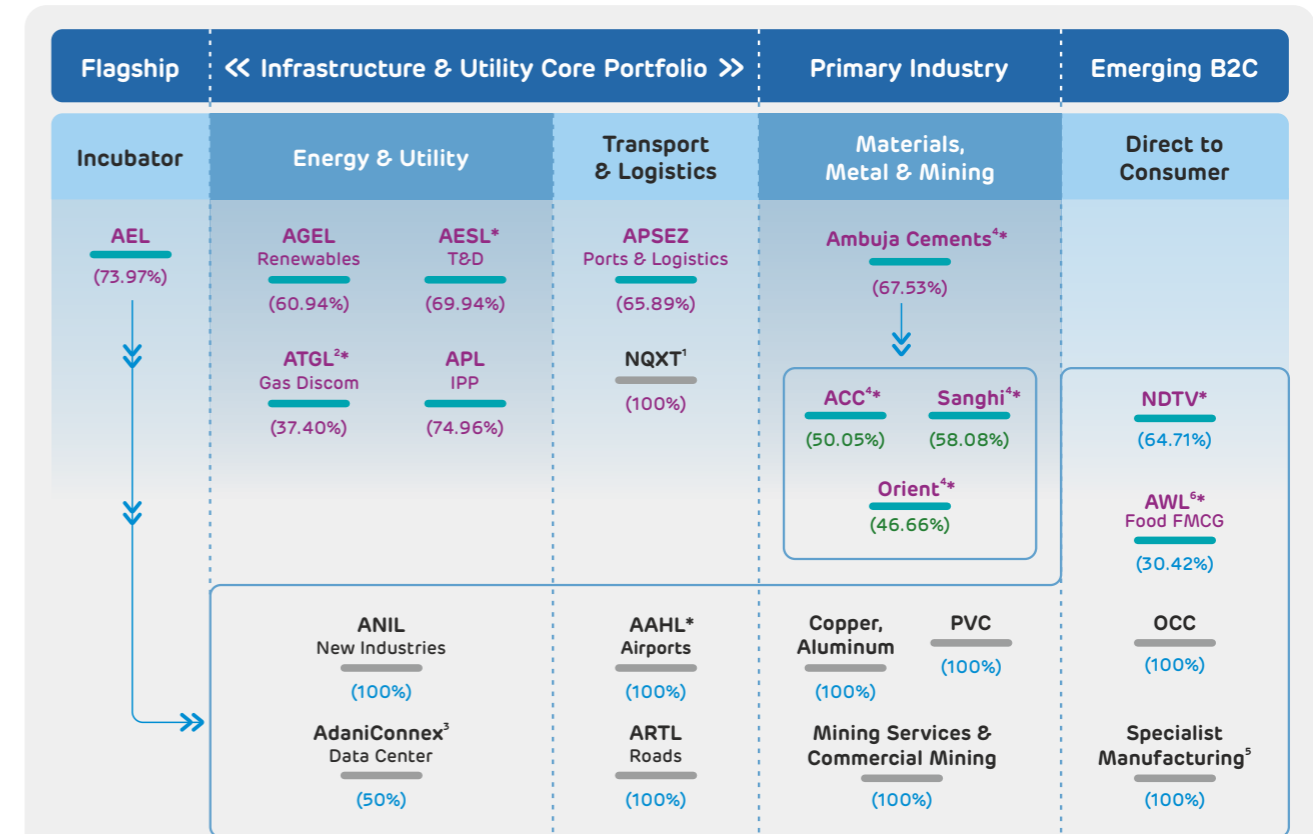 Flagship
<< Infrastructure & Utility Core Portfolio >>
Primary Industry
Emerging B2C
Incubator
Energy & Utility
Transport
& Logistics
Materials,
Metal & Mining
Direct to
Consumer
AEL
(73.97%)
AGEL
Renewables
(60.94%)
AESL*
T&D
(69.94%)
ATGL²*
Gas Discom
(37.40%)
APL
IPP
(74.96%)
APSEZ
Ports & Logistics
(65.89%)
NQXT¹
(100%)
Ambuja Cements⁴*
(67.53%)
ACC⁴*
(50.05%)
Sanghi⁴*
(58.08%)
Orient⁴*
(46.66%)
NDTV*
(64.71%)
AWL⁶*
Food FMCG
(30.42%)
ANIL
New Industries
(100%)
AdaniConnex³
Data Center
(50%)
AAHL*
Airports
(100%)
ARTL
Roads
(100%)
Copper,
Aluminum
(100%)
PVC
(100%)
Mining Services &
Commercial Mining
(100%)
OCC
(100%)
Specialist
Manufacturing⁵
(100%)